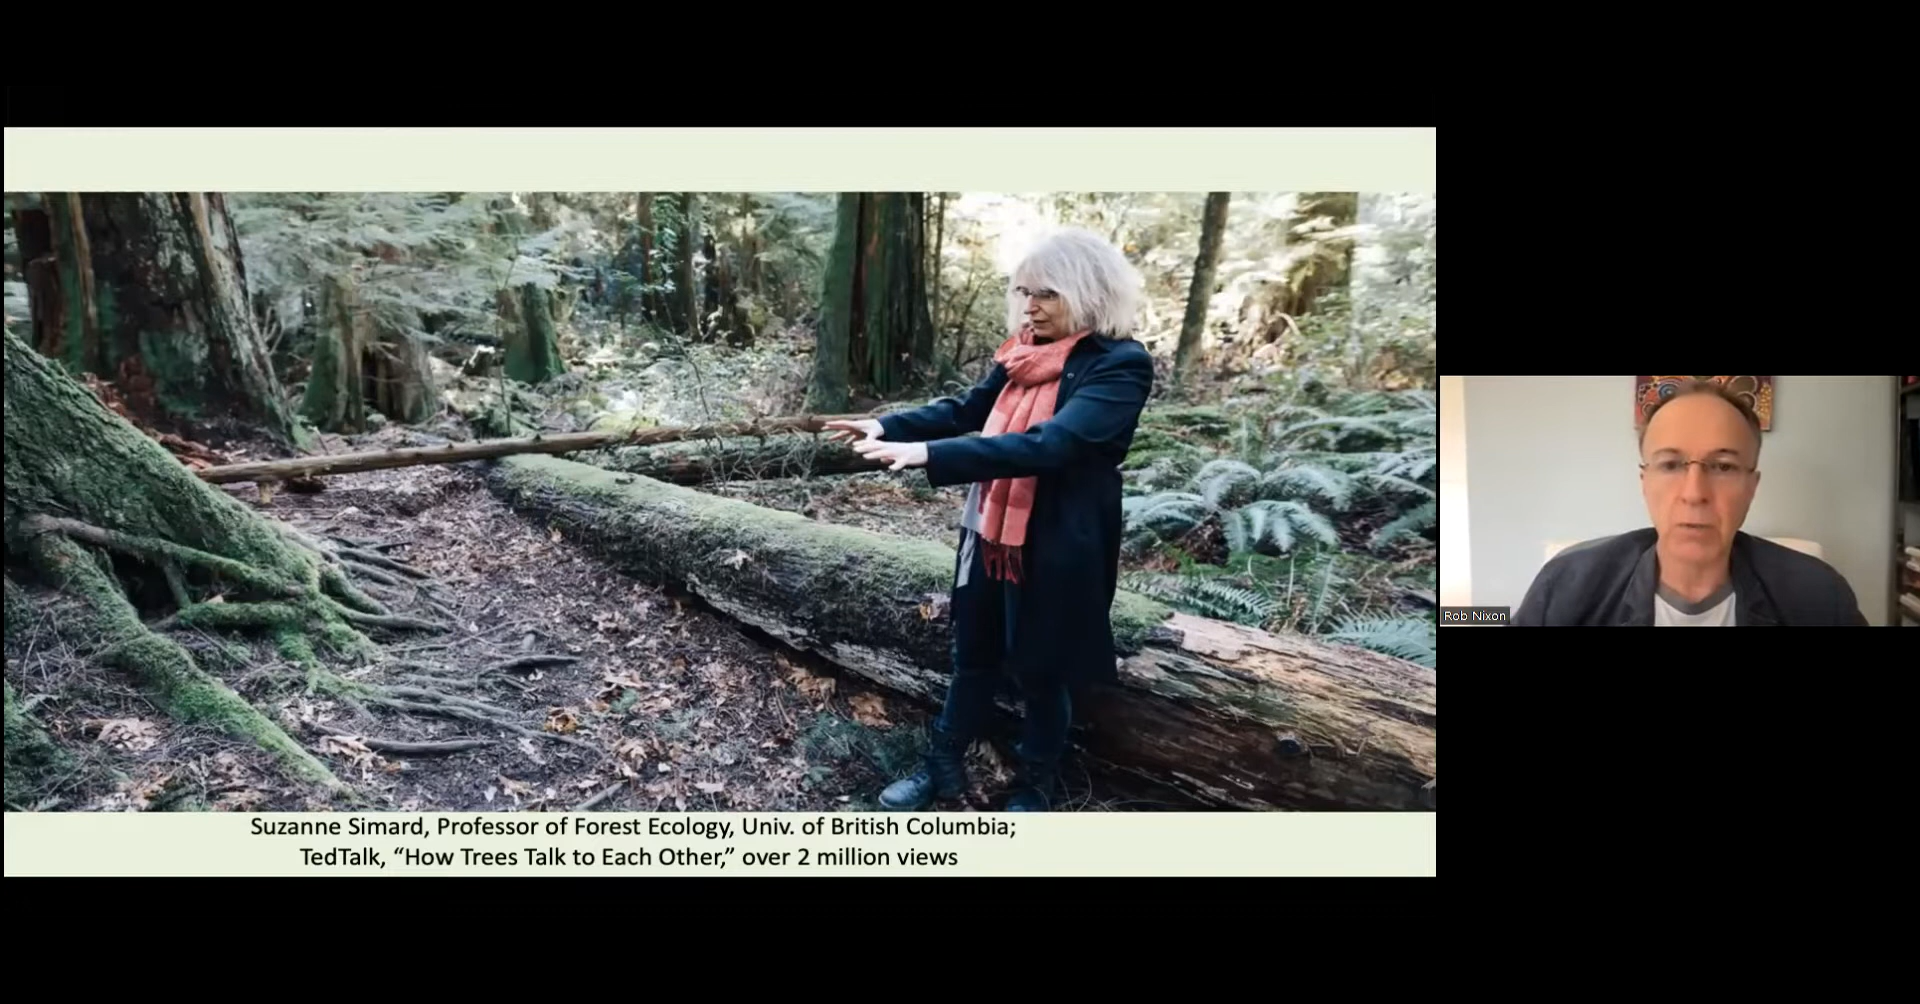 Suzanne Simard, Professor of Forest Ecology, Univ. of British Columbia;
TedTalk, “How Trees Talk to Each Other,” over 2 million views
Rob Nixon